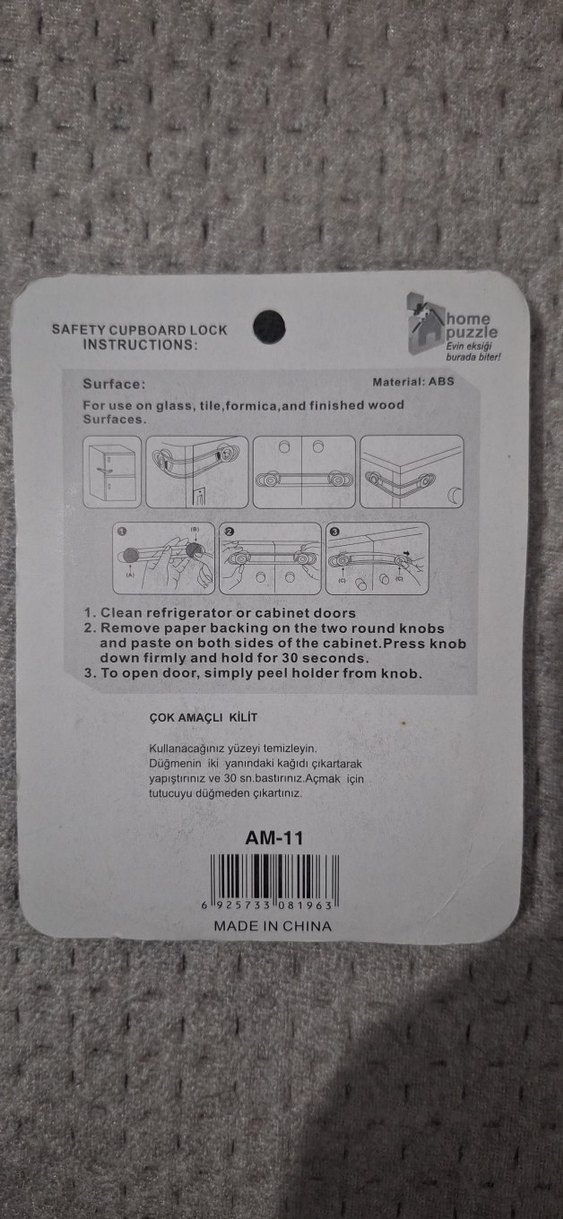 SAFETY CUPBOARD LOCK
INSTRUCTIONS:
home
puzzle
Evin eksiği
burada biter!
Surface:
Material: ABS
For use on glass, tile,formica,and finished wood
Surfaces.
1
(B)
(A)
2
3
(C)
(C)
1. Clean refrigerator or cabinet doors
2. Remove paper backing on the two round knobs
and paste on both sides of the cabinet.Press knob
down firmly and hold for 30 seconds.
3. To open door, simply peel holder from knob.
ÇOK AMAÇLI KİLİT
Kullanacağınız yüzeyi temizleyin.
Düğmenin iki yanındaki kağıdı çıkartarak
yapıştırınız ve 30 sn.bastırınız.Açmak için
tutucuyu düğmeden çıkartınız.
AM-11
6 925733 081963
MADE IN CHINA